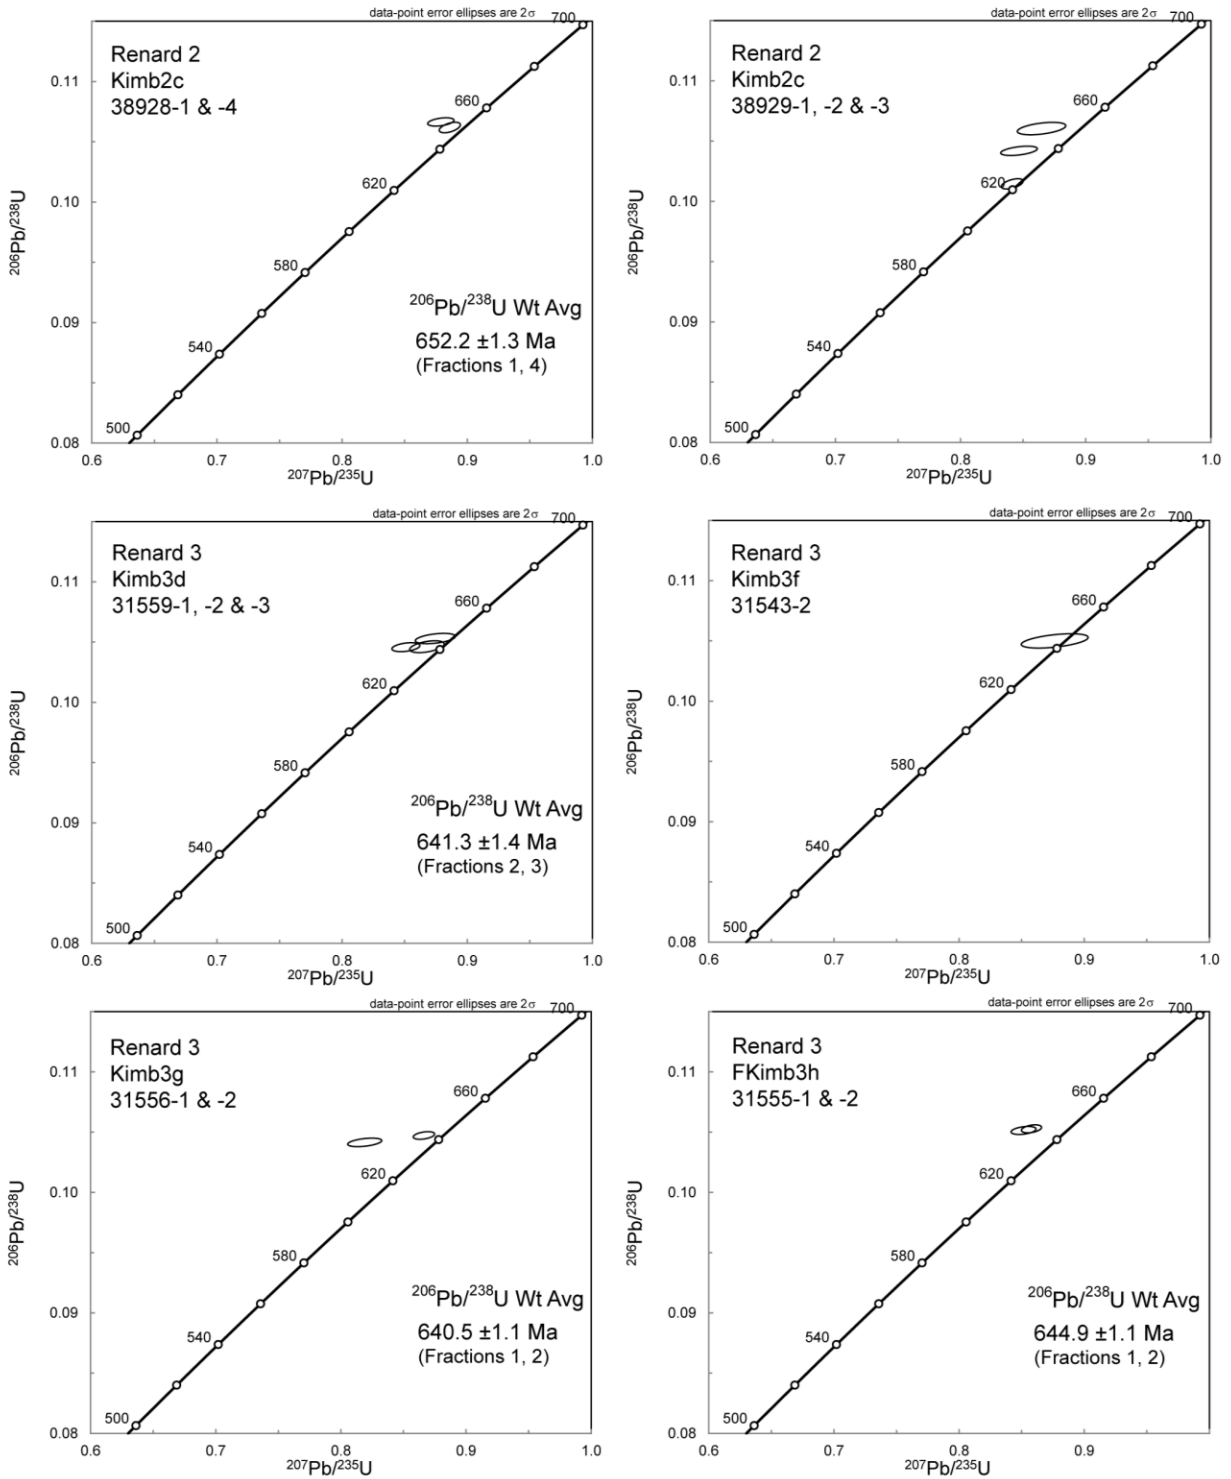 data-point error ellipses are 2σ
700
Renard 2
Kimb2c
38928-1 & -4
0.11
660
620
0.10
580
²⁰⁶Pb/²³⁸U
²⁰⁶Pb/²³⁸U Wt Avg
652.2 ±1.3 Ma
(Fractions 1, 4)
0.09
540
500
0.08
0.6
0.7
0.8
0.9
1.0
²⁰⁷Pb/²³⁵U
data-point error ellipses are 2σ
700
Renard 2
Kimb2c
38929-1, -2 & -3
0.11
660
620
0.10
580
²⁰⁶Pb/²³⁸U
0.09
540
500
0.08
0.6
0.7
0.8
0.9
1.0
²⁰⁷Pb/²³⁵U
data-point error ellipses are 2σ
700
Renard 3
Kimb3d
31559-1, -2 & -3
0.11
660
620
0.10
580
²⁰⁶Pb/²³⁸U
²⁰⁶Pb/²³⁸U Wt Avg
641.3 ±1.4 Ma
(Fractions 2, 3)
0.09
540
500
0.08
0.6
0.7
0.8
0.9
1.0
²⁰⁷Pb/²³⁵U
data-point error ellipses are 2σ
700
Renard 3
Kimb3f
31543-2
0.11
660
620
0.10
580
²⁰⁶Pb/²³⁸U
0.09
540
500
0.08
0.6
0.7
0.8
0.9
1.0
²⁰⁷Pb/²³⁵U
data-point error ellipses are 2σ
700
Renard 3
Kimb3g
31556-1 & -2
0.11
660
620
0.10
580
²⁰⁶Pb/²³⁸U
²⁰⁶Pb/²³⁸U Wt Avg
640.5 ±1.1 Ma
(Fractions 1, 2)
0.09
540
500
0.08
0.6
0.7
0.8
0.9
1.0
²⁰⁷Pb/²³⁵U
data-point error ellipses are 2σ
700
Renard 3
FKimb3h
31555-1 & -2
0.11
660
620
0.10
580
²⁰⁶Pb/²³⁸U
²⁰⁶Pb/²³⁸U Wt Avg
644.9 ±1.1 Ma
(Fractions 1, 2)
0.09
540
500
0.08
0.6
0.7
0.8
0.9
1.0
²⁰⁷Pb/²³⁵U